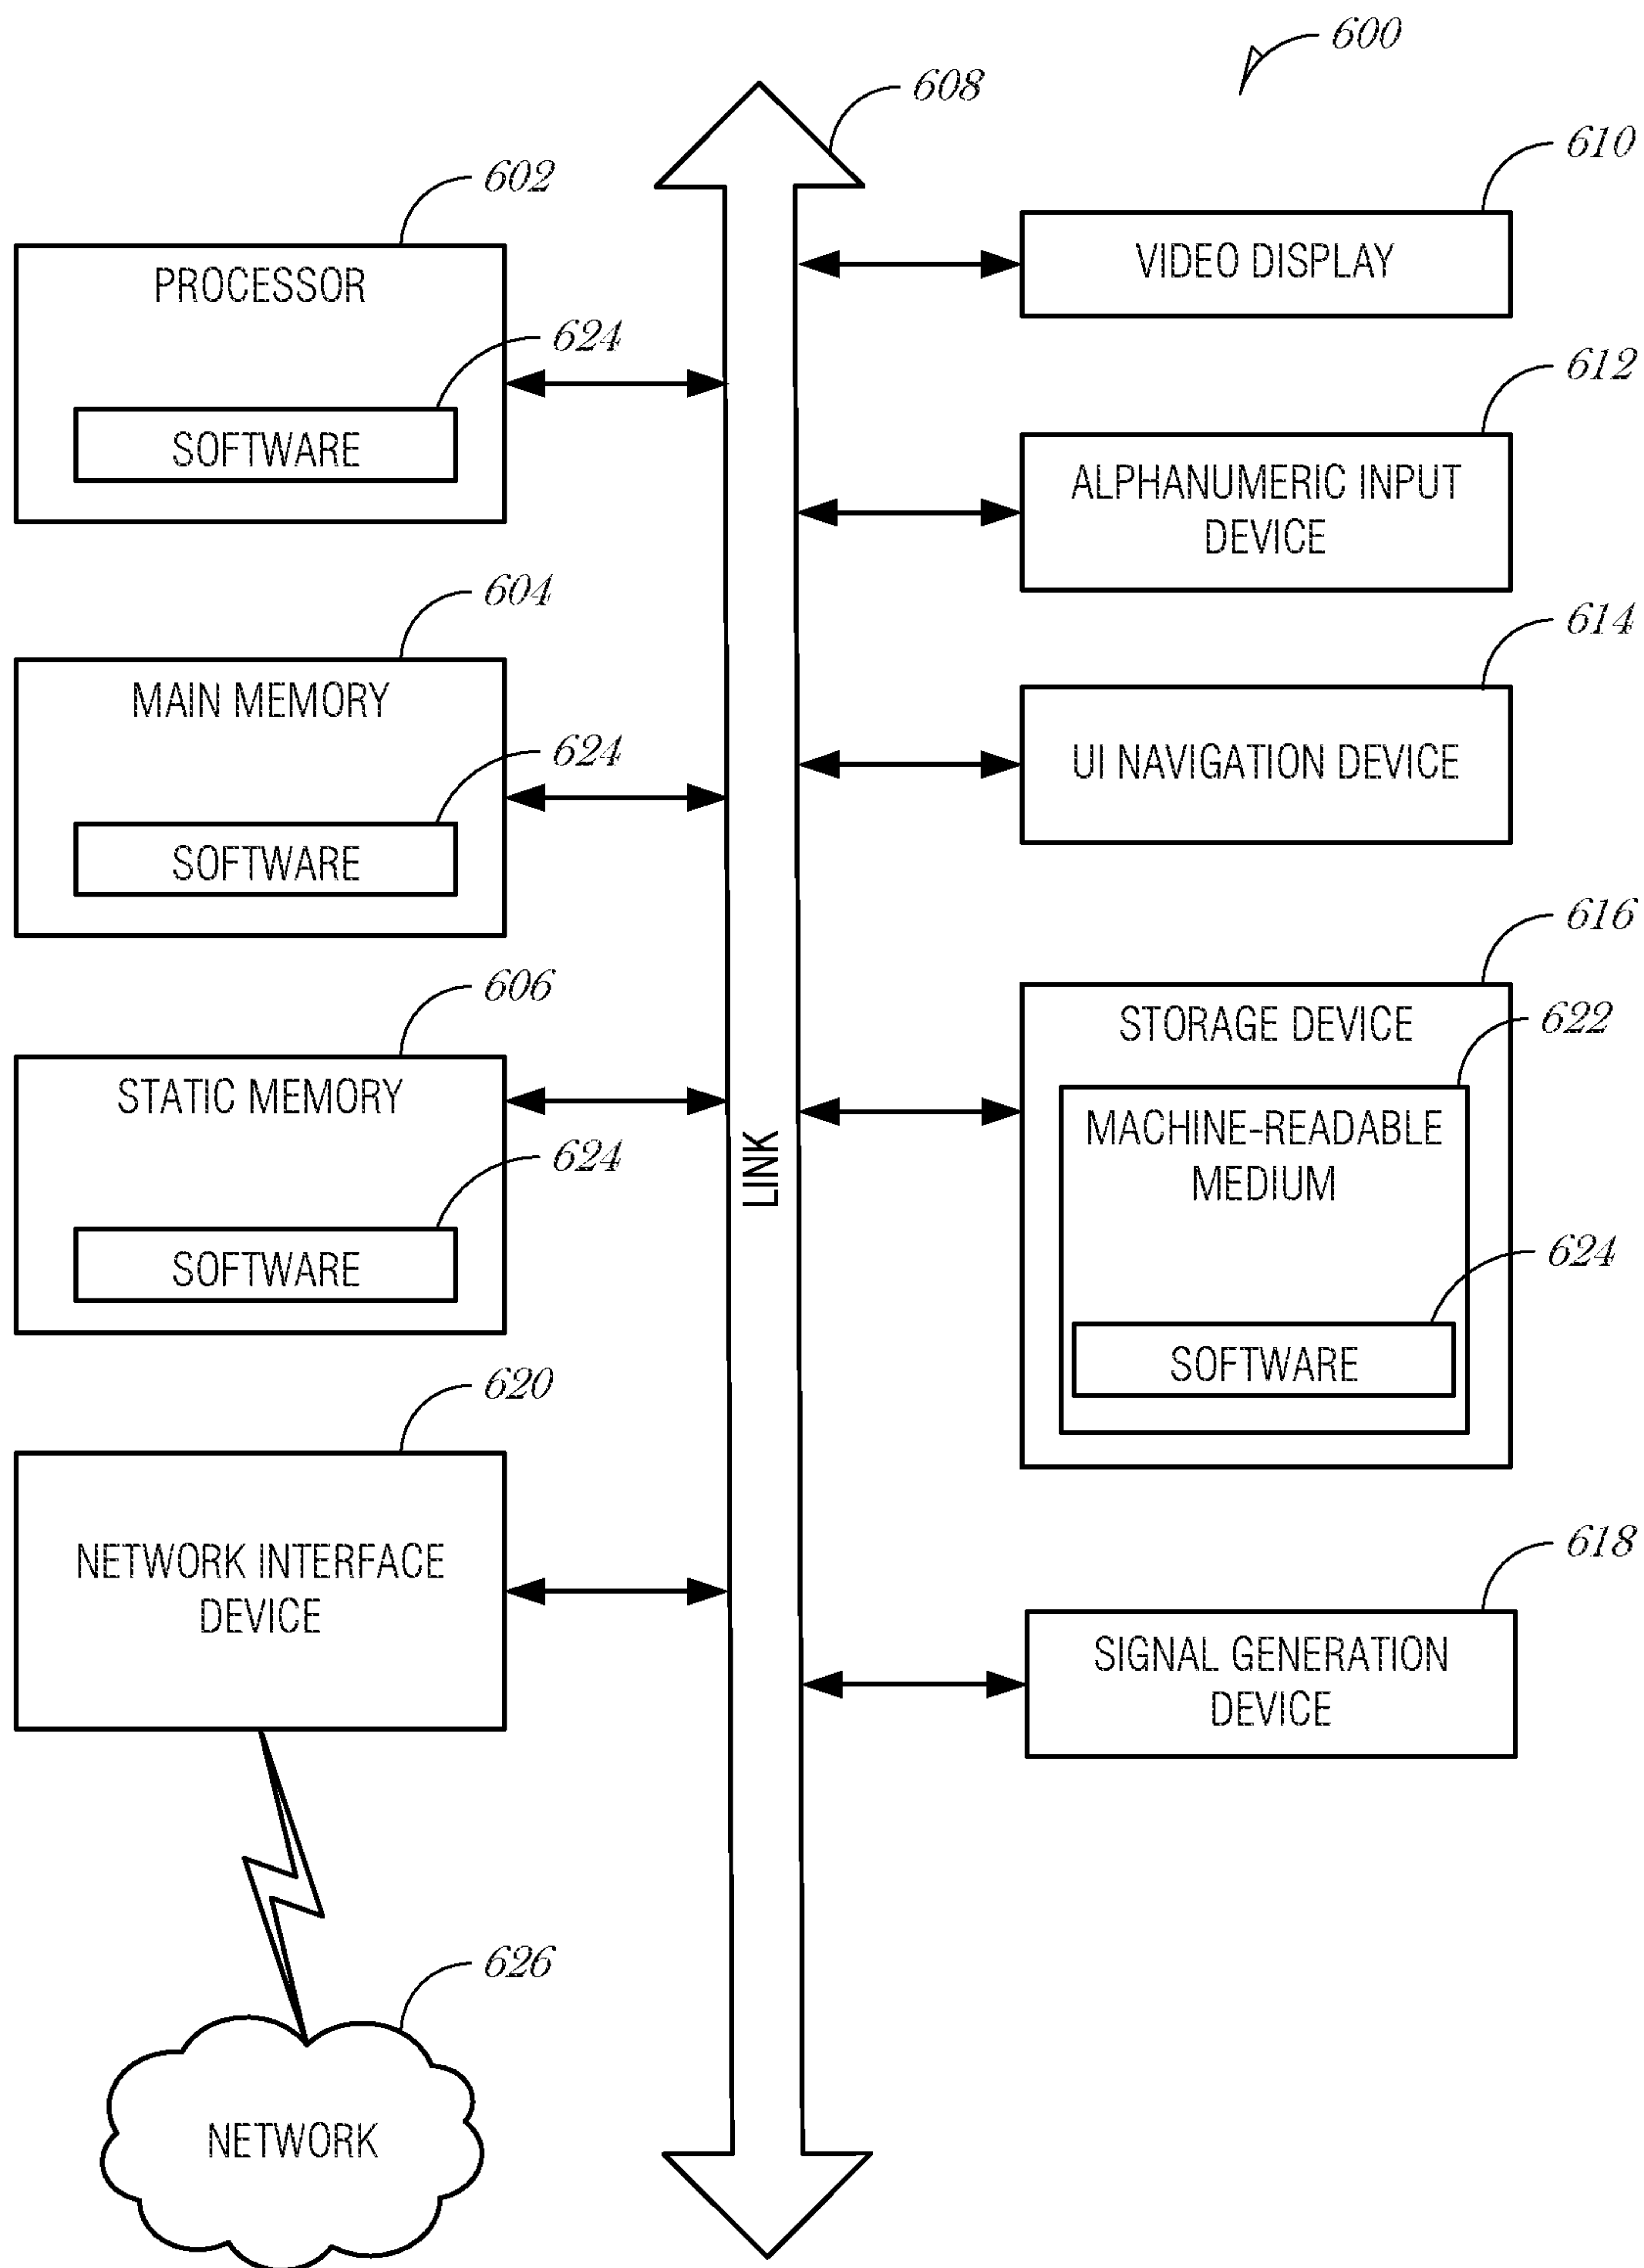 600
608
602
PROCESSOR
624
SOFTWARE
604
MAIN MEMORY
624
SOFTWARE
606
STATIC MEMORY
624
SOFTWARE
620
NETWORK INTERFACE
DEVICE
626
NETWORK
LINK
610
VIDEO DISPLAY
612
ALPHANUMERIC INPUT
DEVICE
614
UI NAVIGATION DEVICE
616
STORAGE DEVICE
622
MACHINE-READABLE
MEDIUM
624
SOFTWARE
618
SIGNAL GENERATION
DEVICE